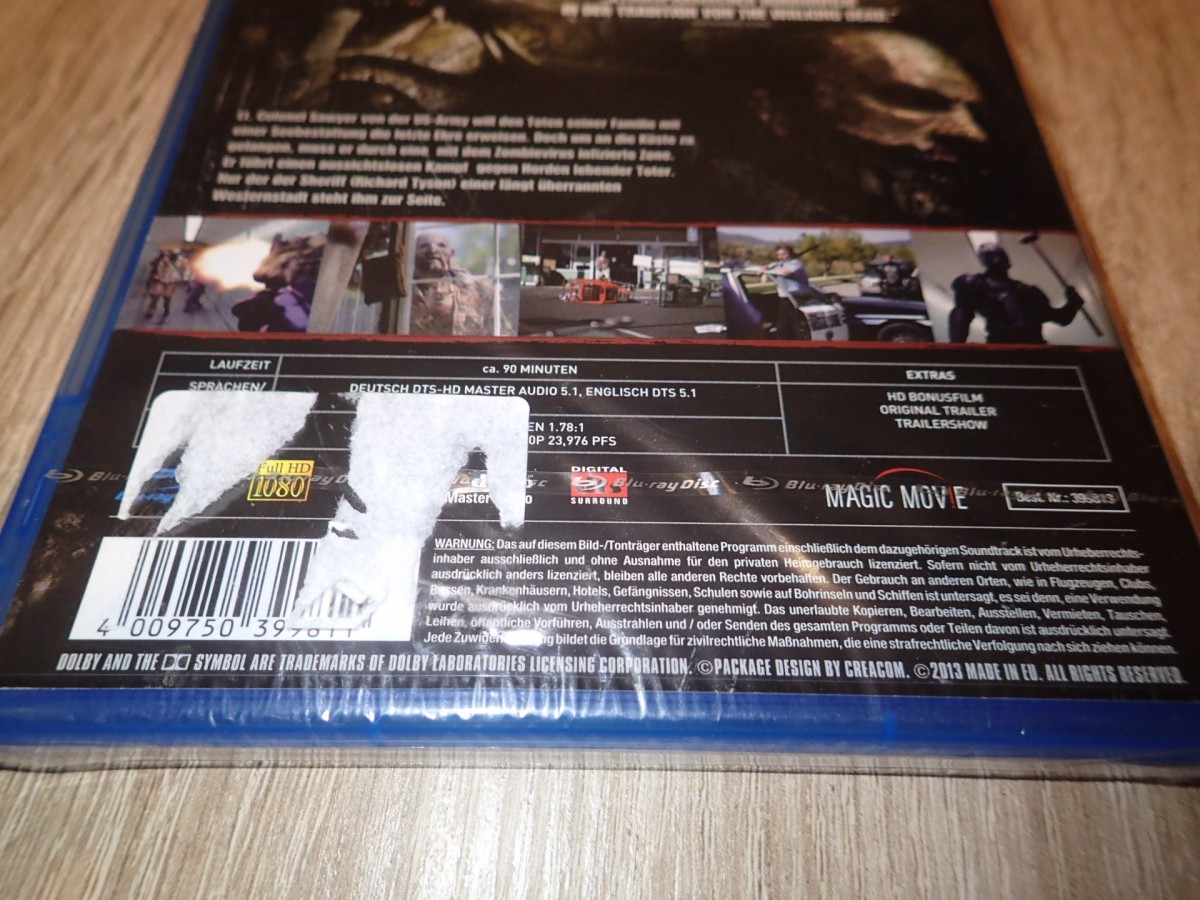 IN DER TRADITION VON THE WALKING DEAD.
Lt. Colonel Sawyer von der US-Army will den Toten seiner Familie mit
einer Seebestattung die letzte Ehre erweisen. Doch um an die Küste zu
gelangen, muss er durch eine, mit dem Zombievirus infizierte Zone.
Er führt einen aussichtslosen Kampf gegen Horden lebender Toter.
Nur der der Sheriff (Richard Tyson) einer längt überrannten
Westernstadt steht ihm zur Seite.
LAUFZEIT
ca. 90 MINUTEN
EXTRAS
SPRACHEN/
DEUTSCH DTS-HD MASTER AUDIO 5.1, ENGLISCH DTS 5.1
HD BONUSFILM
ORIGINAL TRAILER
TRAILERSHOW
EN 1.78:1
0P 23,976 PFS
Blu-ray Disc
Full HD
1080
Master
DIGITAL
dts
SURROUND
Blu-ray Disc
MAGIC MOVIE
Best. Nr.: 395813
WARNUNG: Das auf diesem Bild-/Tonträger enthaltene Programm einschließlich dem dazugehörigen Soundtrack ist vom Urheberrechts-
inhaber ausschließlich und ohne Ausnahme für den privaten Heimgebrauch lizenziert. Sofern nicht vom Urheherrechtsinhaber
ausdrücklich anders lizenziert, bleiben alle anderen Rechte vorbehalten. Der Gebrauch an anderen Orten, wie in Flugzeugen, Clubs,
Bussen, Krankenhäusern, Hotels, Gefängnissen, Schulen sowie auf Bohrinseln und Schiffen ist untersagt, es sei denn, eine Verwendung
wurde ausdrücklich vom Urheberrechtsinhaber genehmigt. Das unerlaubte Kopieren, Bearbeiten, Ausstellen, Vermieten, Tauschen,
Leihen, öffentliche Vorführen, Ausstrahlen und / oder Senden des gesamten Programms oder Teilen davon ist ausdrücklich untersagt.
Jede Zuwider ng bildet die Grundlage für zivilrechtliche Maßnahmen, die eine strafrechtliche Verfolgung nach sich ziehen können.
4 009750 399811
DOLBY AND THE SYMBOL ARE TRADEMARKS OF DOLBY LABORATORIES LICENSING CORPORATION. ©PACKAGE DESIGN BY CREACOM. ©2013 MADE IN EU. ALL RIGHTS RESERVED.